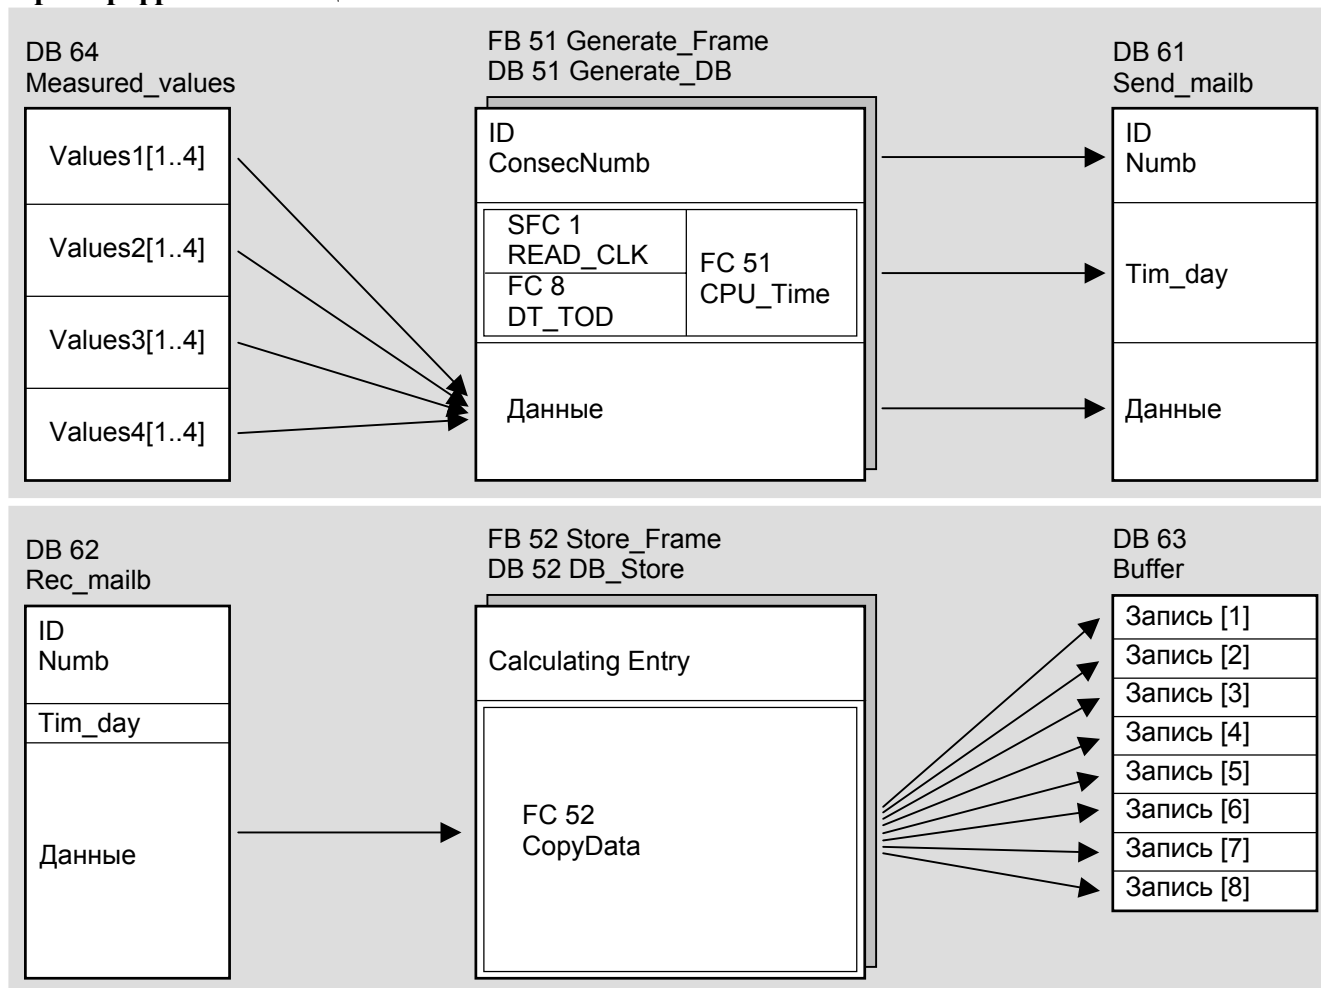 DB 64
Measured_values
Values1[1..4]
Values2[1..4]
Values3[1..4]
Values4[1..4]
FB 51 Generate_Frame
DB 51 Generate_DB
ID
ConsecNumb
SFC 1
READ_CLK
FC 8
DT_TOD
FC 51
CPU_Time
Данные
DB 61
Send_mailb
ID
Numb
Tim_day
Данные
DB 62
Rec_mailb
ID
Numb
Tim_day
Данные
FB 52 Store_Frame
DB 52 DB_Store
Calculating Entry
FC 52
CopyData
DB 63
Buffer
Запись [1]
Запись [2]
Запись [3]
Запись [4]
Запись [5]
Запись [6]
Запись [7]
Запись [8]